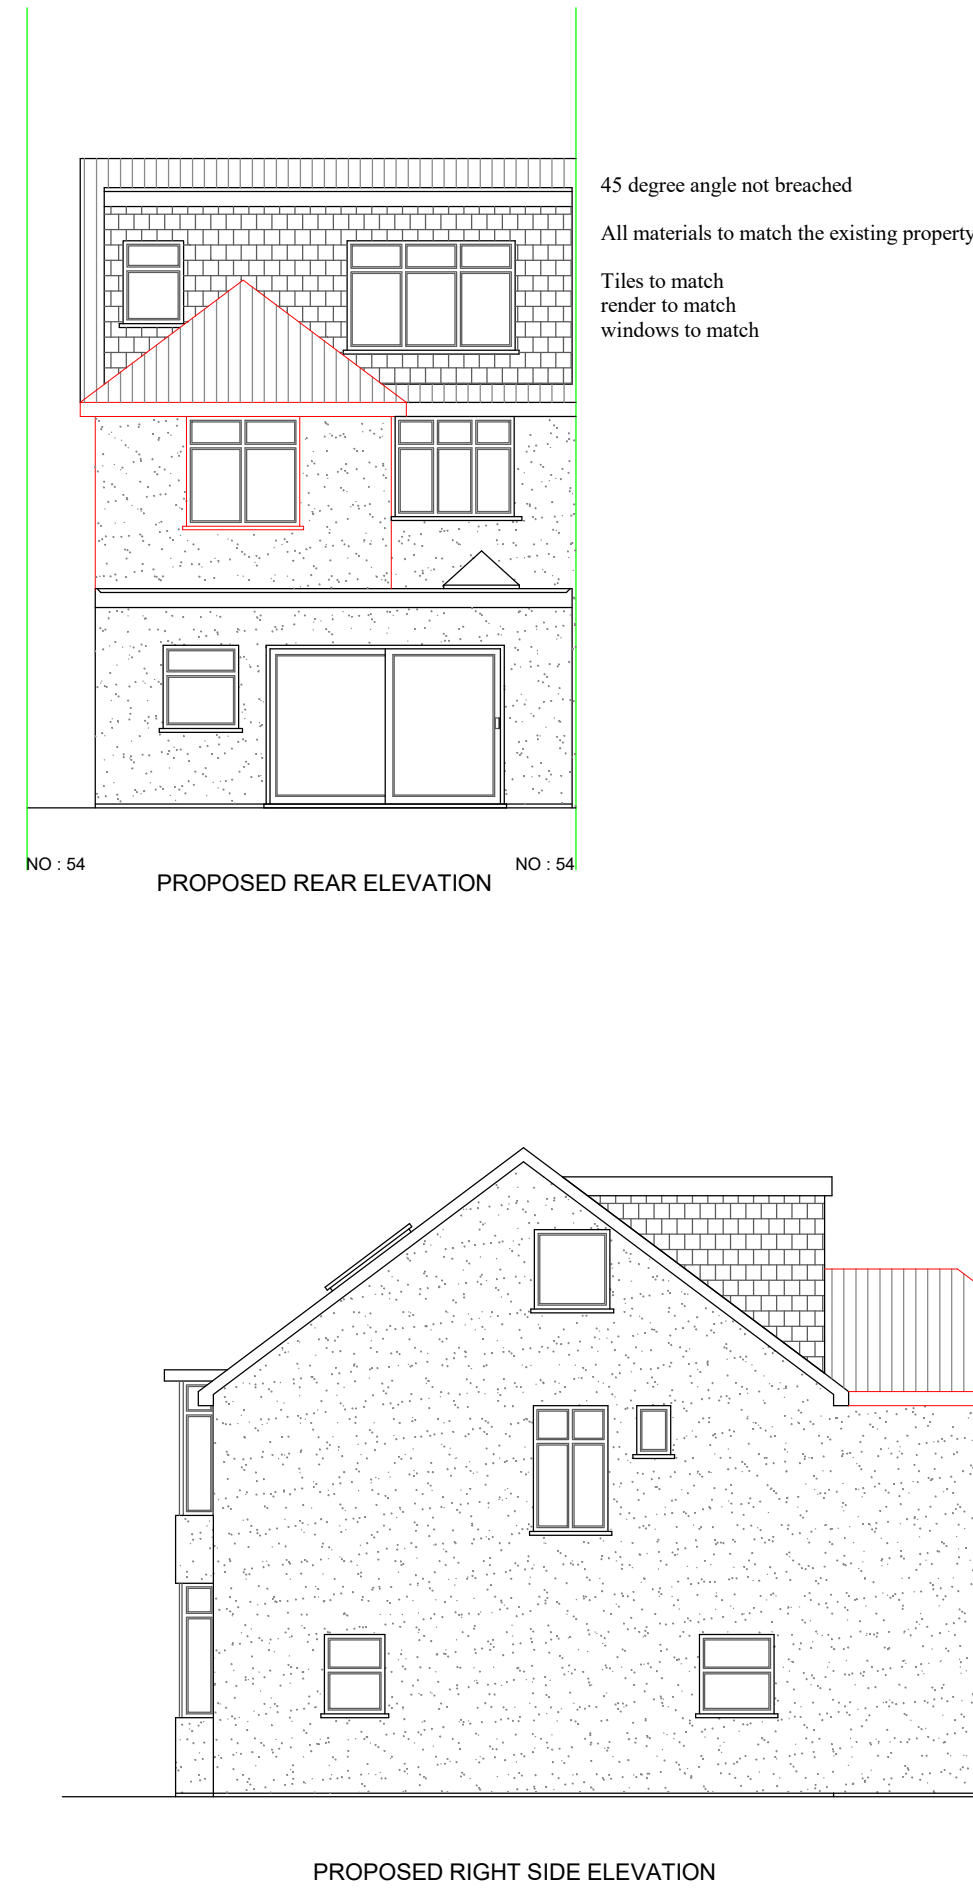 45 degree angle not breached
All materials to match the existing property
Tiles to match
render to match
windows to match
NO : 54
NO : 54
PROPOSED REAR ELEVATION
PROPOSED RIGHT SIDE ELEVATION